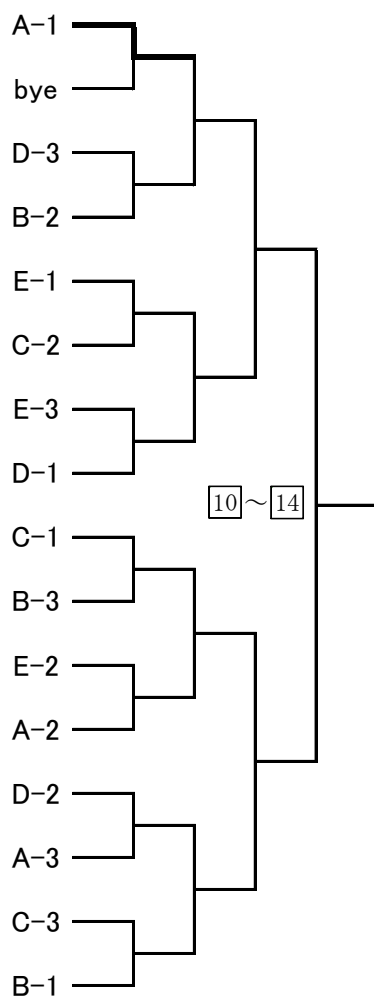 A-1
bye
D-3
B-2
E-1
C-2
E-3
D-1
10～14
C-1
B-3
E-2
A-2
D-2
A-3
C-3
B-1